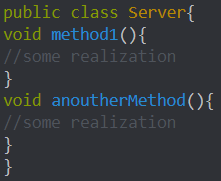 public class Server{
void method1(){
//some realization
}
void anoutherMethod(){
//some realization
}
}